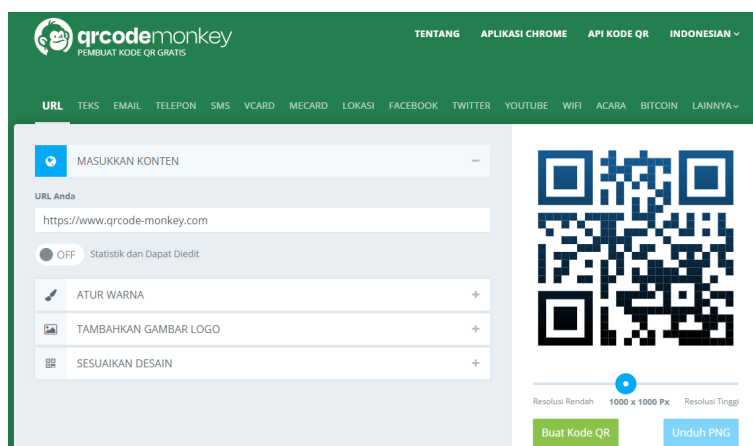 qrcodemonkey
PEMBUAT KODE QR GRATIS
TENTANG APLIKASI CHROME API KODE QR INDONESIAN
URL TEKS EMAIL TELEPON SMS VCARD MECARD LOKASI FACEBOOK TWITTER YOUTUBE WIFI ACARA BITCOIN LAINNYA
MASUKKAN KONTEN
URL Anda
https://www.qrcode-monkey.com
OFF Statistik dan Dapat Diedit
ATUR WARNA
TAMBAHKAN GAMBAR LOGO
SESUAIKAN DESAIN
Resolusi Rendah 1000 x 1000 Px Resolusi Tinggi
Buat Kode QR Unduh PNG